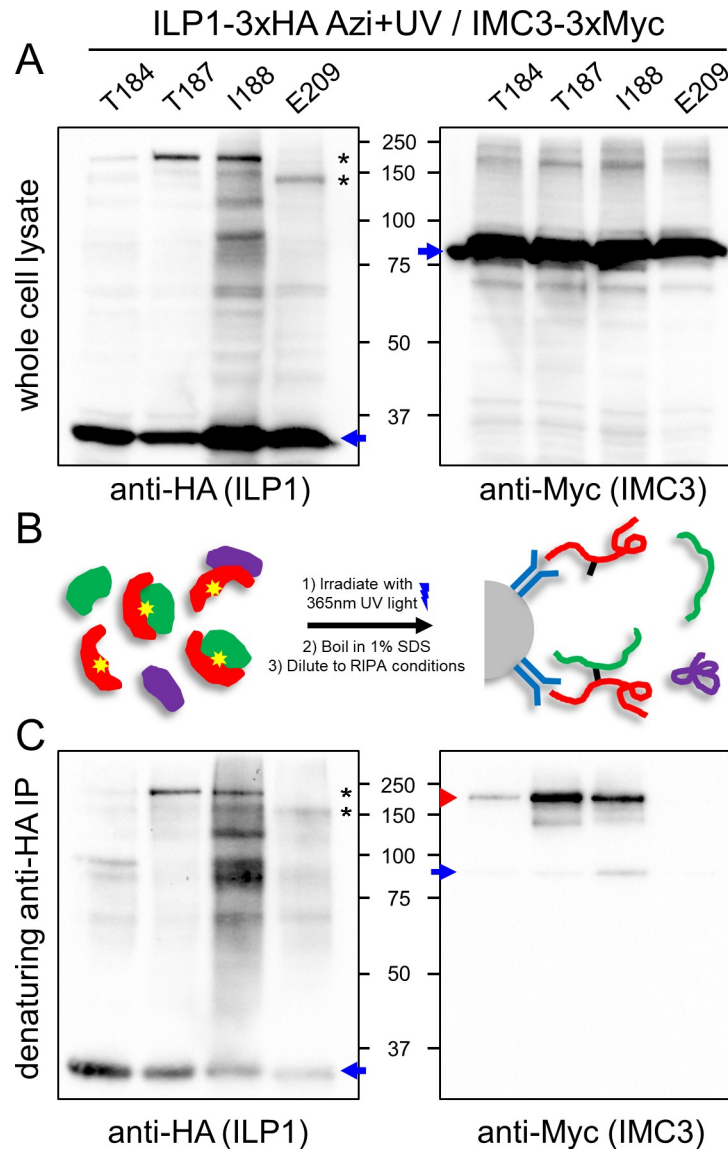 ILP1-3xHA Azi+UV / IMC3-3xMyc
A
T184 T187 I188 E209
T184 T187 I188 E209
whole cell lysate
*
*
250
150
100
75
50
37
anti-HA (ILP1)
anti-Myc (IMC3)
B
1) Irradiate with
365nm UV light
2) Boil in 1% SDS
3) Dilute to RIPA conditions
C
denaturing anti-HA IP
*
*
250
150
100
75
50
37
anti-HA (ILP1)
anti-Myc (IMC3)